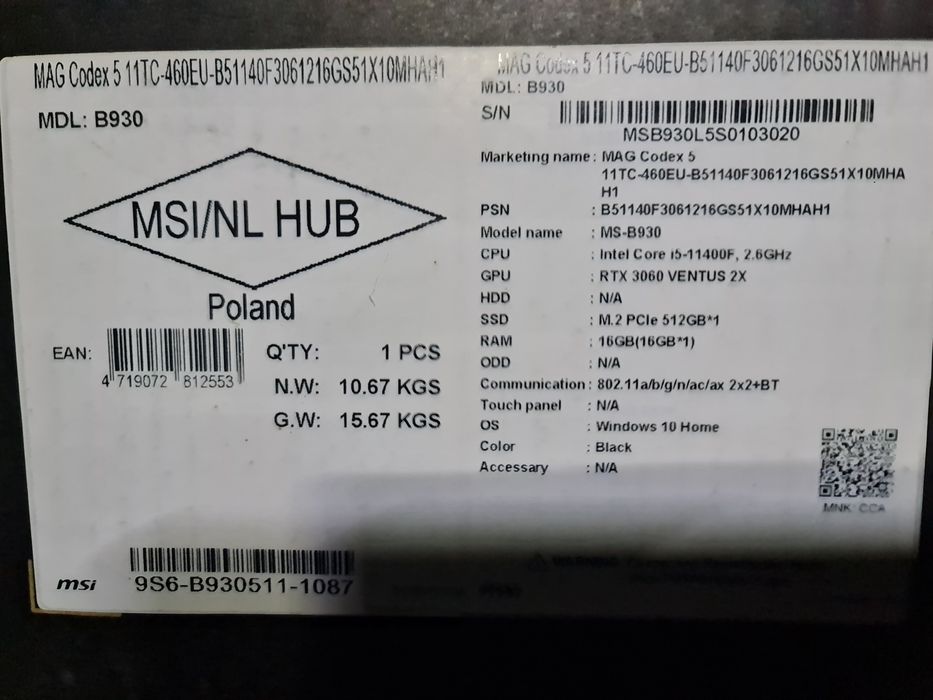 MAG Codex 5 11TC-460EU-B51140F3061216GS51X10MHAH1
MDL: B930
MSI/NL HUB
Poland
EAN:
4 719072 812553
Q'TY: 1 PCS
N.W: 10.67 KGS
G.W: 15.67 KGS
msi
9S6-B930511-1087
MAG Codex 5 11TC-460EU-B51140F3061216GS51X10MHAH1
MDL: B930
S/N
MSB930L5S0103020
Marketing name : MAG Codex 5
11TC-460EU-B51140F3061216GS51X10MHA
H1
PSN : B51140F3061216GS51X10MHAH1
Model name : MS-B930
CPU : Intel Core i5-11400F, 2.6GHz
GPU : RTX 3060 VENTUS 2X
HDD : N/A
SSD : M.2 PCIe 512GB*1
RAM : 16GB(16GB*1)
ODD : N/A
Communication : 802.11a/b/g/n/ac/ax 2x2+BT
Touch panel : N/A
OS : Windows 10 Home
Color : Black
Accessary : N/A
MNK: CCA
WARNING